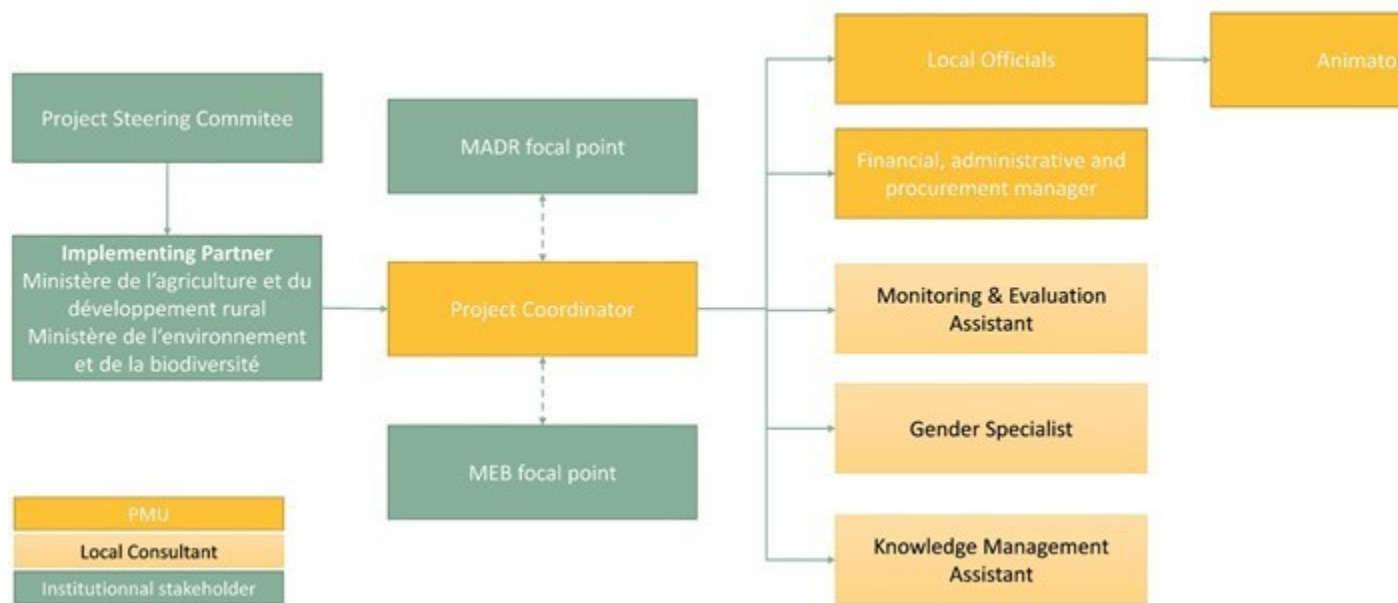 Project Steering Commitee
Implementing Partner
Ministère de l'agriculture et du
développement rural
Ministère de l'environnement
et de la biodiversité
MADR focal point
Project Coordinator
MEB focal point
Local Officials
Financial, administrative and
procurement manager
Monitoring & Evaluation
Assistant
Gender Specialist
Knowledge Management
Assistant
Animato
PMU
Local Consultant
Institutionnal stakeholder